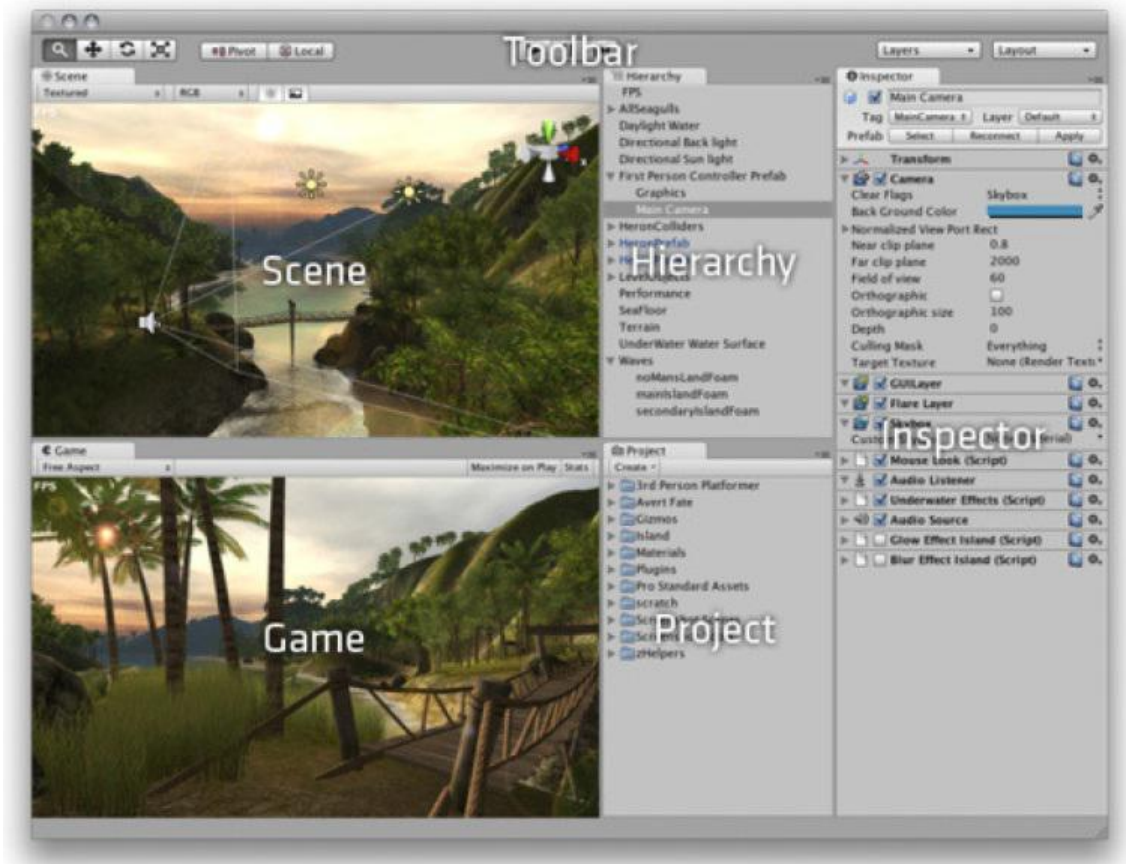 Toolbar
Pivot
Local
Layers
Layout
Scene
Textured
RGB
Scene
Hierarchy
FPS
AllSeagulls
Daylight Water
Directional Back light
Directional Sun light
First Person Controller Prefab
Graphics
Main Camera
HeronColliders
HeronPrefab
Hierarchy
LevelObjects
Performance
SeaFloor
Terrain
UnderWater Water Surface
Waves
noMansLandFoam
mainIslandFoam
secondaryIslandFoam
Inspector
Main Camera
Tag MainCamera Layer Default
Prefab Select Reconnect Apply
Transform
Camera
Clear Flags Skybox
Back Ground Color
Normalized View Port Rect
Near clip plane 0.8
Far clip plane 2000
Field of view 60
Orthographic
Orthographic size 100
Depth 0
Culling Mask Everything
Target Texture None (Render Textu
GUILayer
Flare Layer
Skybox
Inspector
Mouse Look (Script)
Audio Listener
Underwater Effects (Script)
Audio Source
Glow Effect Island (Script)
Blur Effect Island (Script)
Game
Free Aspect Maximize on Play Stats
FPS
Game
Project
Create
3rd Person Platformer
Avert Fate
Gizmos
Island
Materials
Plugins
Pro Standard Assets
scratch
Project
zHelpers